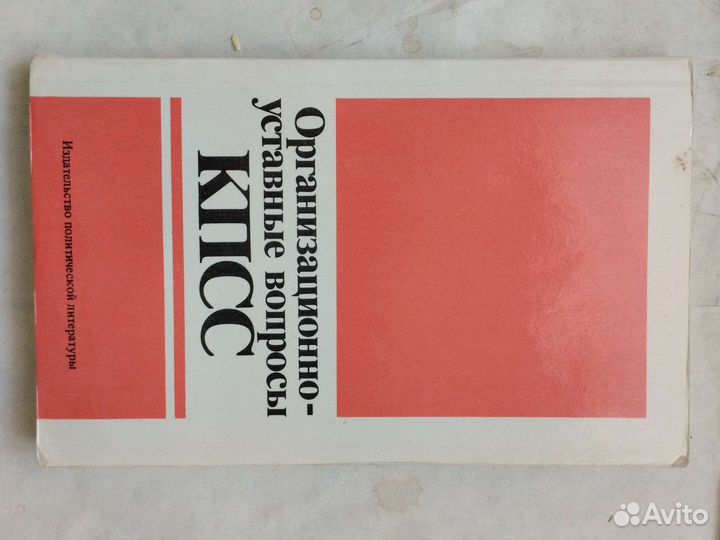 Организационно-
уставные вопросы
КПСС
Издательство политической литературы
Avito